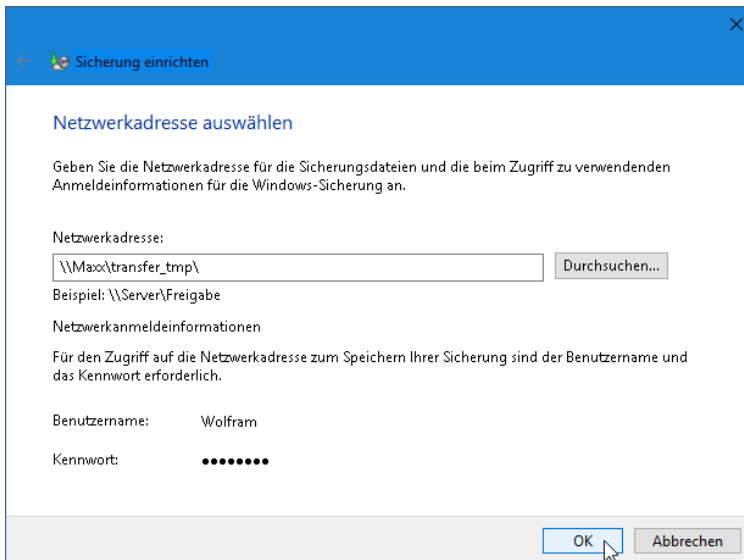 Sicherung einrichten
Netzwerkadresse auswählen
Geben Sie die Netzwerkadresse für die Sicherungsdateien und die beim Zugriff zu verwendenden
Anmeldeinformationen für die Windows-Sicherung an.
Netzwerkadresse:
\\Maxx\transfer_tmp\
Durchsuchen...
Beispiel: \\Server\Freigabe
Netzwerkanmeldeinformationen
Für den Zugriff auf die Netzwerkadresse zum Speichern Ihrer Sicherung sind der Benutzername und
das Kennwort erforderlich.
Benutzername: Wolfram
Kennwort: ●●●●●●●●
OK Abbrechen